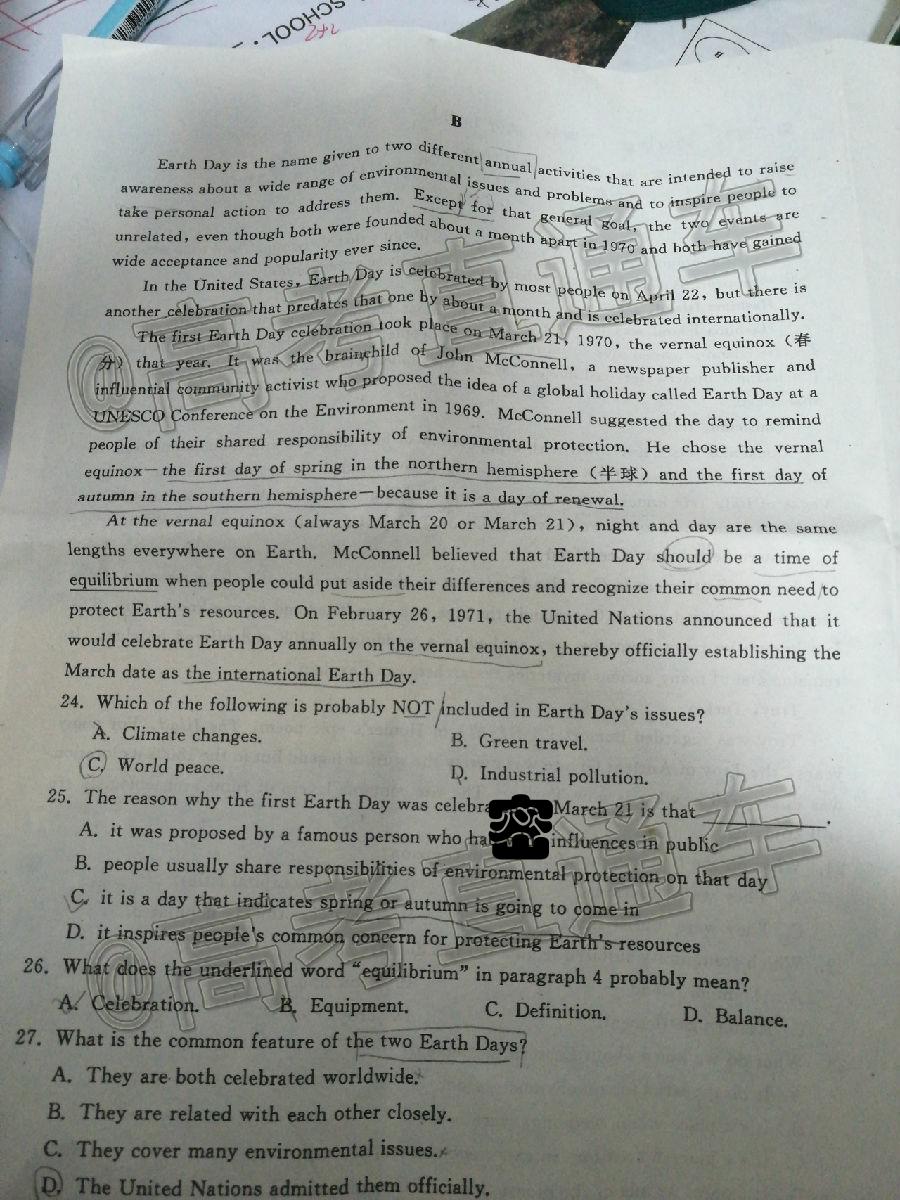 SCHOOL.
2+2
B
Earth Day is the name given to two different annual activities that are intended to raise
awareness about a wide range of environmental issues and problems and to inspire people to
take personal action to address them. Except for that general goal, the two events are
unrelated, even though both were founded about a month apart in 1970 and both have gained
wide acceptance and popularity ever since.
In the United States, Earth Day is celebrated by most people on April 22, but there is
another celebration that predates that one by about a month and is celebrated internationally.
The first Earth Day celebration took place on March 21, 1970, the vernal equinox (春
分) that year. It was the brainchild of John McConnell, a newspaper publisher and
influential community activist who proposed the idea of a global holiday called Earth Day at a
UNESCO Conference on the Environment in 1969. McConnell suggested the day to remind
people of their shared responsibility of environmental protection. He chose the vernal
equinox—the first day of spring in the northern hemisphere (半球) and the first day of
autumn in the southern hemisphere—because it is a day of renewal.
At the vernal equinox (always March 20 or March 21), night and day are the same
lengths everywhere on Earth. McConnell believed that Earth Day should be a time of
equilibrium when people could put aside their differences and recognize their common need to
protect Earth's resources. On February 26, 1971, the United Nations announced that it
would celebrate Earth Day annually on the vernal equinox, thereby officially establishing the
March date as the international Earth Day.
24. Which of the following is probably NOT included in Earth Day's issues?
A. Climate changes.
B. Green travel.
C. World peace.
D. Industrial pollution.
25. The reason why the first Earth Day was celebra March 21 is that ________.
A. it was proposed by a famous person who ha influences in public
B. people usually share responsibilities of environmental protection on that day
C. it is a day that indicates spring or autumn is going to come in
D. it inspires people's common concern for protecting Earth's resources
26. What does the underlined word "equilibrium" in paragraph 4 probably mean?
A. Celebration. B. Equipment. C. Definition. D. Balance.
27. What is the common feature of the two Earth Days?
A. They are both celebrated worldwide.
B. They are related with each other closely.
C. They cover many environmental issues.
D. The United Nations admitted them officially.
@高考直通车
@高考直通车